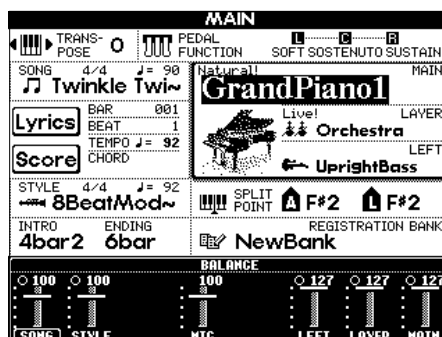 MAIN
TRANS-
POSE 0
PEDAL
FUNCTION
L C R
SOFT SOSTENUTO SUSTAIN
SONG 4/4 ♩= 90
Twinkle Twi~
Natural! MAIN
GrandPiano1
Lyrics
BAR 001
BEAT 1
TEMPO ♩= 92
CHORD
Score
Live! LAYER
Orchestra
LEFT
UprightBass
STYLE 4/4 ♩= 92
8BeatMod~
SPLIT
POINT A F#2 L F#2
INTRO ENDING
4bar2 6bar
REGISTRATION BANK
NewBank
BALANCE
100 100 100 127 127 127
SONG STYLE MIC LEFT LAYER MAIN